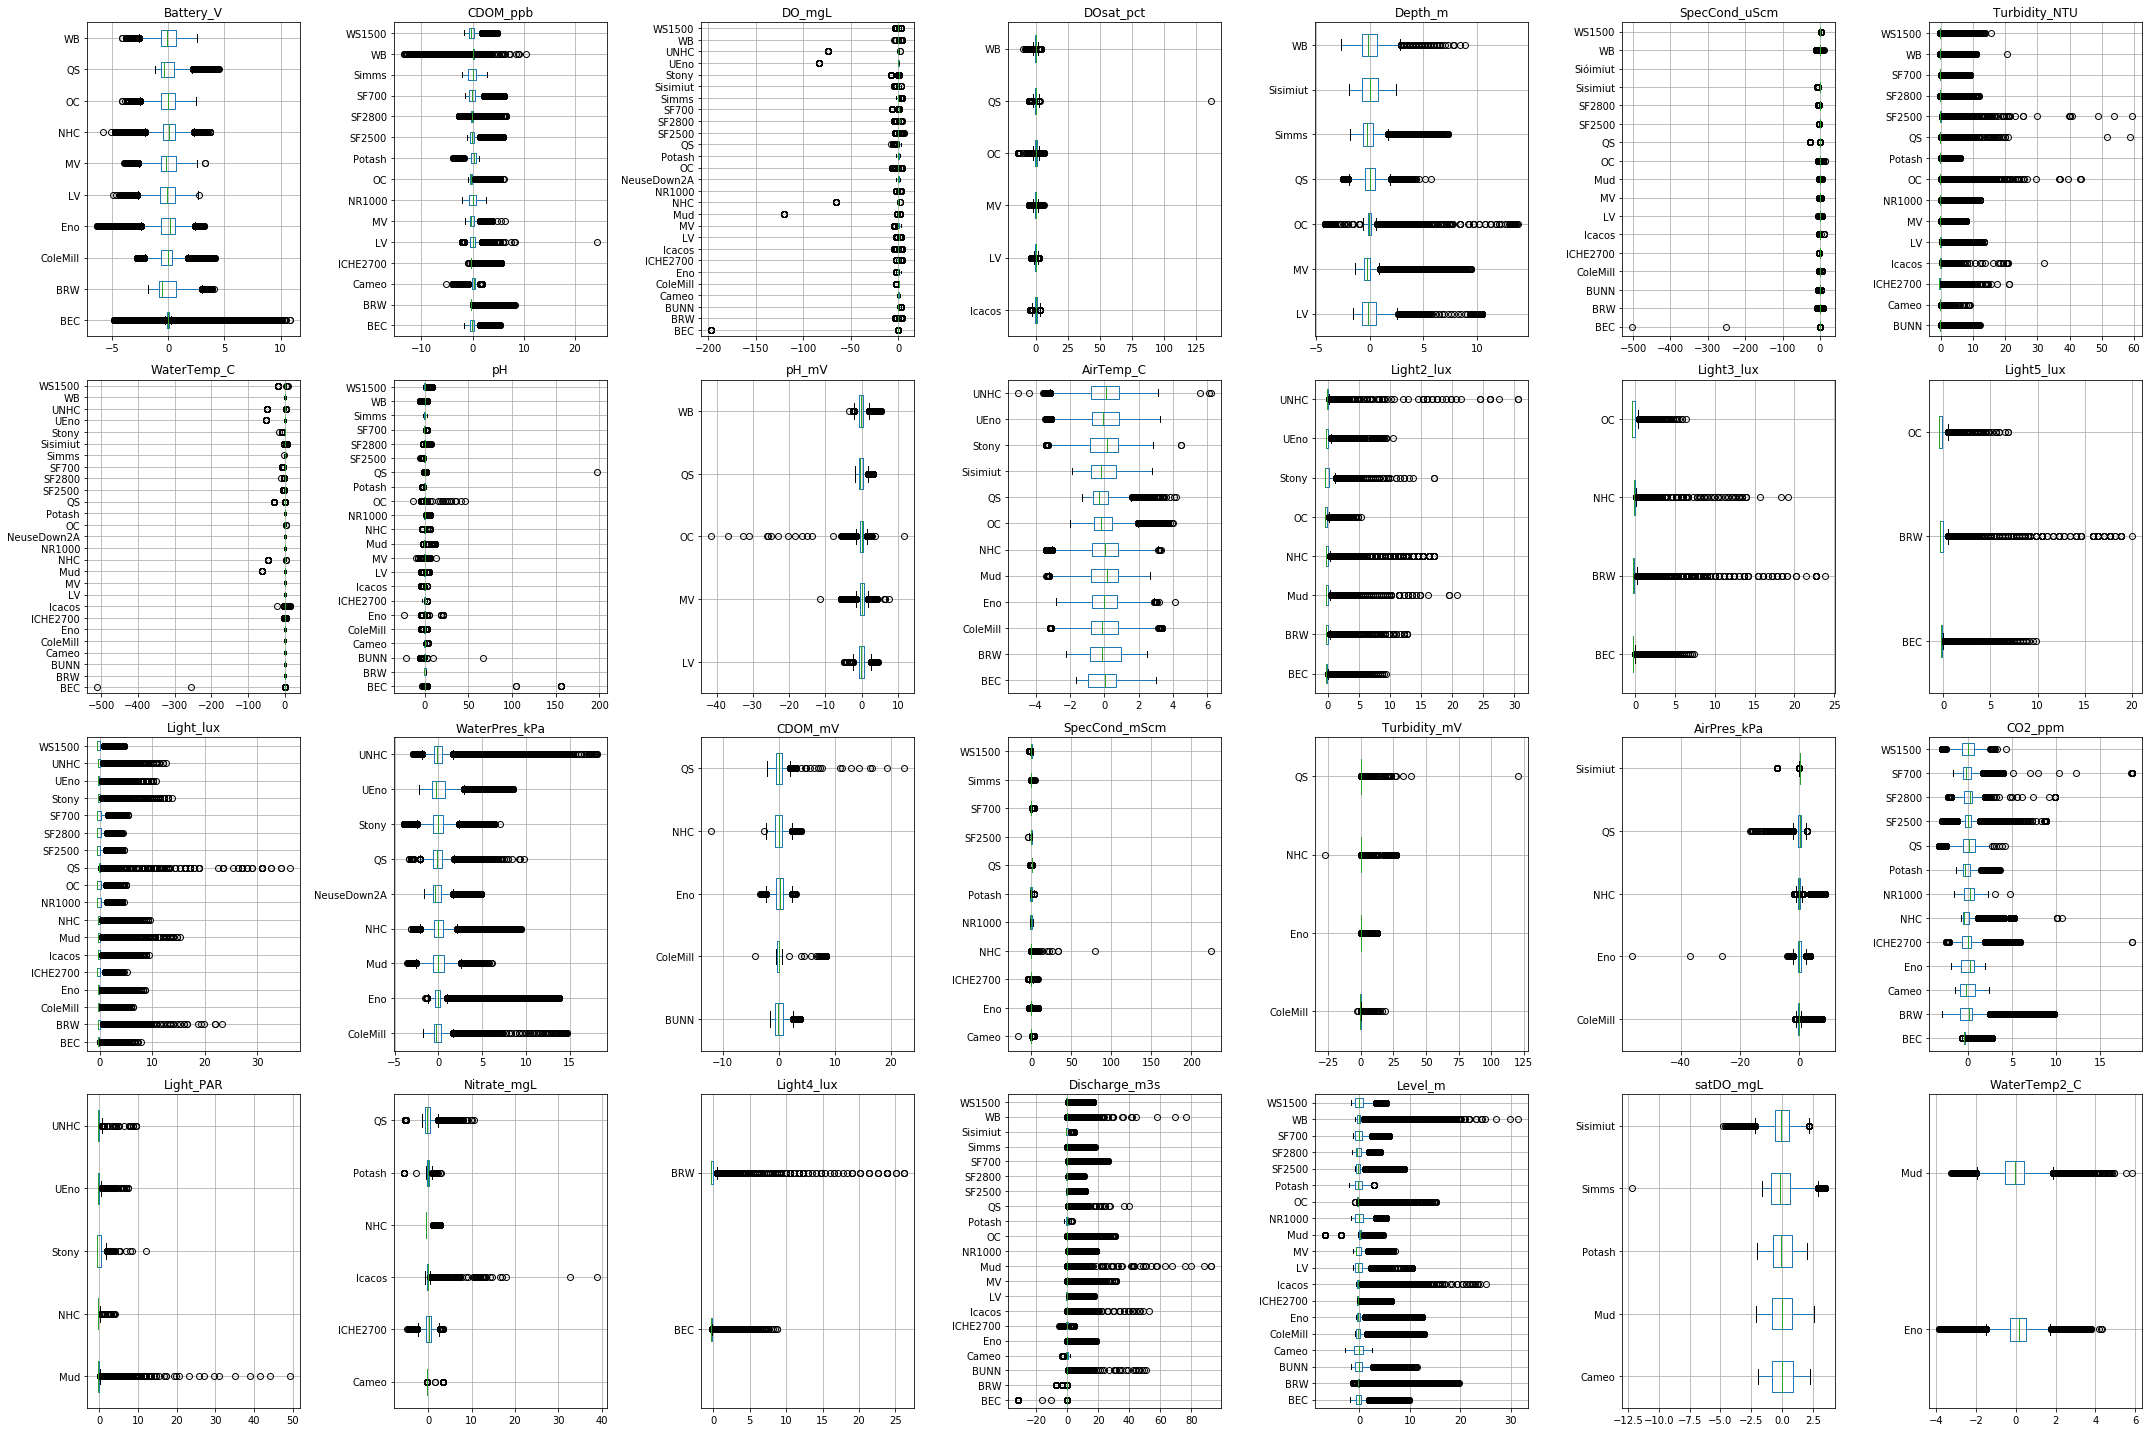 Battery_V
WB
QS
OC
NHC
MV
LV
Eno
ColeMill
BRW
BEC
−5 0 5 10
CDOM_ppb
WS1500
WB
Simms
SF700
SF2800
SF2500
Potash
OC
NR1000
MV
LV
ICHE2700
Cameo
BRW
BEC
−10 0 10 20
DO_mgL
WS1500
WB
UNHC
UEno
Stony
Sisimiut
Simms
SF700
SF2800
SF2500
QS
Potash
OC
NeuseDown2A
NR1000
NHC
Mud
MV
LV
Icacos
ICHE2700
Eno
ColeMill
Cameo
BUNN
BRW
BEC
−200 −150 −100 −50 0
DOsat_pct
WB
QS
OC
MV
LV
Icacos
0 25 50 75 100 125
Depth_m
WB
Sisimiut
Simms
QS
OC
MV
LV
−5 0 5 10
SpecCond_uScm
WS1500
WB
Sióimiut
Sisimiut
SF2800
SF2500
QS
OC
Mud
MV
LV
Icacos
ICHE2700
ColeMill
BUNN
BRW
BEC
−500 −400 −300 −200 −100 0
Turbidity_NTU
WS1500
WB
SF700
SF2800
SF2500
QS
Potash
OC
NR1000
MV
LV
Icacos
ICHE2700
Cameo
BUNN
0 10 20 30 40 50 60
WaterTemp_C
WS1500
WB
UNHC
UEno
Stony
Sisimiut
Simms
SF700
SF2800
SF2500
QS
Potash
OC
NeuseDown2A
NR1000
NHC
Mud
MV
LV
Icacos
ICHE2700
Eno
ColeMill
Cameo
BUNN
BRW
BEC
−500 −400 −300 −200 −100 0
pH
WS1500
WB
Simms
SF700
SF2800
SF2500
QS
Potash
OC
NR1000
NHC
Mud
MV
LV
Icacos
ICHE2700
Eno
ColeMill
Cameo
BUNN
BRW
BEC
0 50 100 150 200
pH_mV
WB
QS
OC
MV
LV
−40 −30 −20 −10 0 10
AirTemp_C
UNHC
UEno
Stony
Sisimiut
QS
OC
NHC
Mud
Eno
ColeMill
BRW
BEC
−4 −2 0 2 4 6
Light2_lux
UNHC
UEno
Stony
OC
NHC
Mud
BRW
BEC
0 5 10 15 20 25 30
Light3_lux
OC
NHC
BRW
BEC
0 5 10 15 20 25
Light5_lux
OC
BRW
BEC
0 5 10 15 20
Light_lux
WS1500
UNHC
UEno
Stony
SF700
SF2800
SF2500
QS
OC
NR1000
NHC
Mud
Icacos
ICHE2700
Eno
ColeMill
BRW
BEC
0 10 20 30
WaterPres_kPa
UNHC
UEno
Stony
QS
NeuseDown2A
NHC
Mud
Eno
ColeMill
−5 0 5 10 15
CDOM_mV
QS
NHC
Eno
ColeMill
BUNN
−10 0 10 20
SpecCond_mScm
WS1500
Simms
SF700
SF2500
QS
Potash
NR1000
NHC
ICHE2700
Eno
Cameo
0 50 100 150 200
Turbidity_mV
QS
NHC
Eno
ColeMill
−25 0 25 50 75 100 125
AirPres_kPa
Sisimiut
QS
NHC
Eno
ColeMill
−40 −20 0
CO2_ppm
WS1500
SF700
SF2800
SF2500
QS
Potash
NR1000
NHC
ICHE2700
Eno
Cameo
BRW
BEC
0 5 10 15
Light_PAR
UNHC
UEno
Stony
NHC
Mud
0 10 20 30 40 50
Nitrate_mgL
QS
Potash
NHC
Icacos
ICHE2700
Cameo
0 10 20 30 40
Light4_lux
BRW
BEC
0 5 10 15 20 25
Discharge_m3s
WS1500
WB
Sisimiut
Simms
SF700
SF2800
SF2500
QS
Potash
OC
NR1000
Mud
MV
LV
Icacos
ICHE2700
Eno
Cameo
BUNN
BRW
BEC
−20 0 20 40 60 80
Level_m
WS1500
WB
SF700
SF2800
SF2500
Potash
OC
NR1000
Mud
MV
LV
Icacos
ICHE2700
Eno
ColeMill
Cameo
BUNN
BRW
BEC
0 10 20 30
satDO_mgL
Sisimiut
Simms
Potash
Mud
Cameo
−12.5 −10.0 −7.5 −5.0 −2.5 0.0 2.5
WaterTemp2_C
Mud
Eno
−4 −2 0 2 4 6